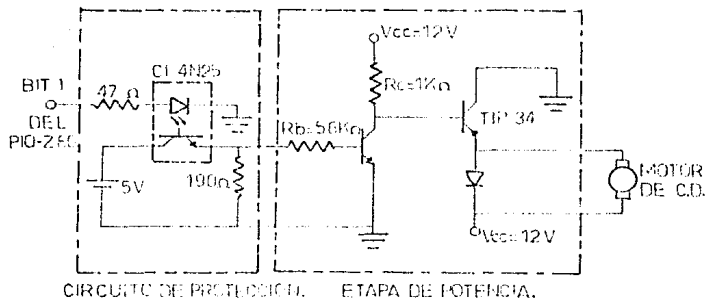 BIT 1
DEL
PIO-Z80
47 Ω
CI 4N25
5V
190Ω
Rb=56KΩ
Vcc=12V
Rc=1KΩ
TIP 34
Vcc=12V
MOTOR
DE C.D.
CIRCUITO DE PROTECCION.
ETAPA DE POTENCIA.